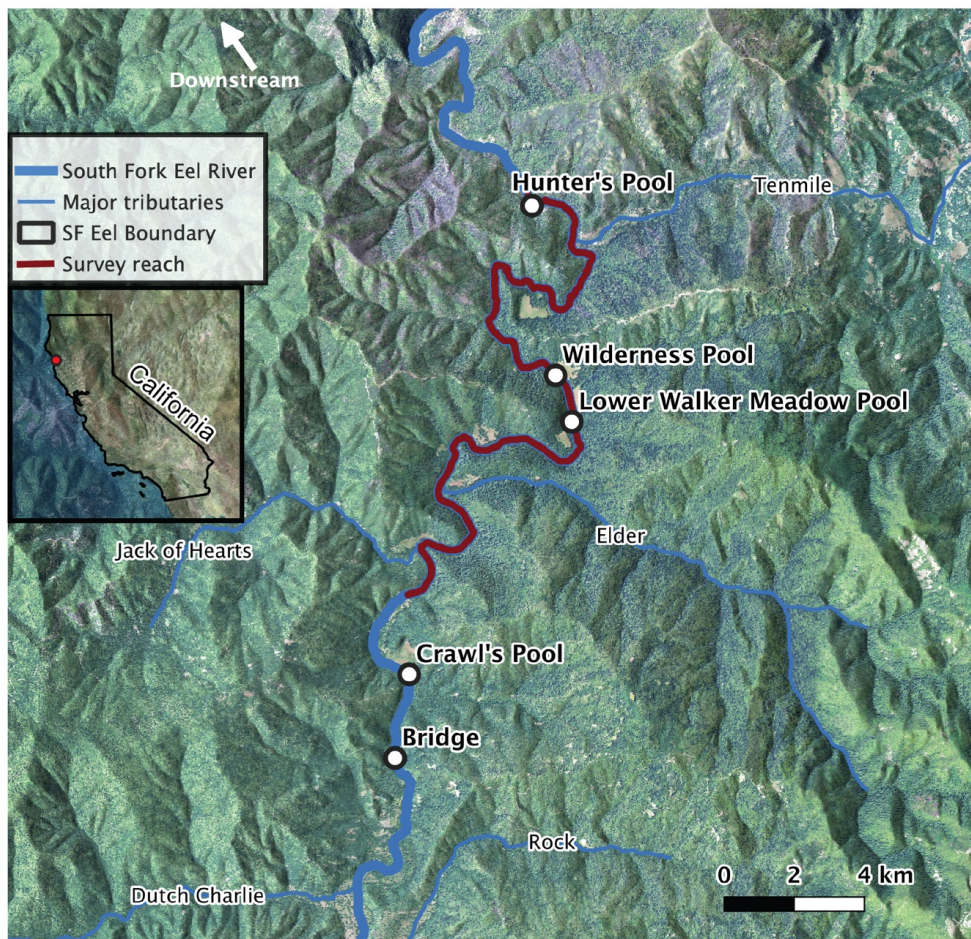 Downstream
South Fork Eel River
Major tributaries
SF Eel Boundary
Survey reach
Hunter's Pool
Tenmile
California
Wilderness Pool
Lower Walker Meadow Pool
Jack of Hearts
Elder
Crawl's Pool
Bridge
Rock
Dutch Charlie
0 2 4 km